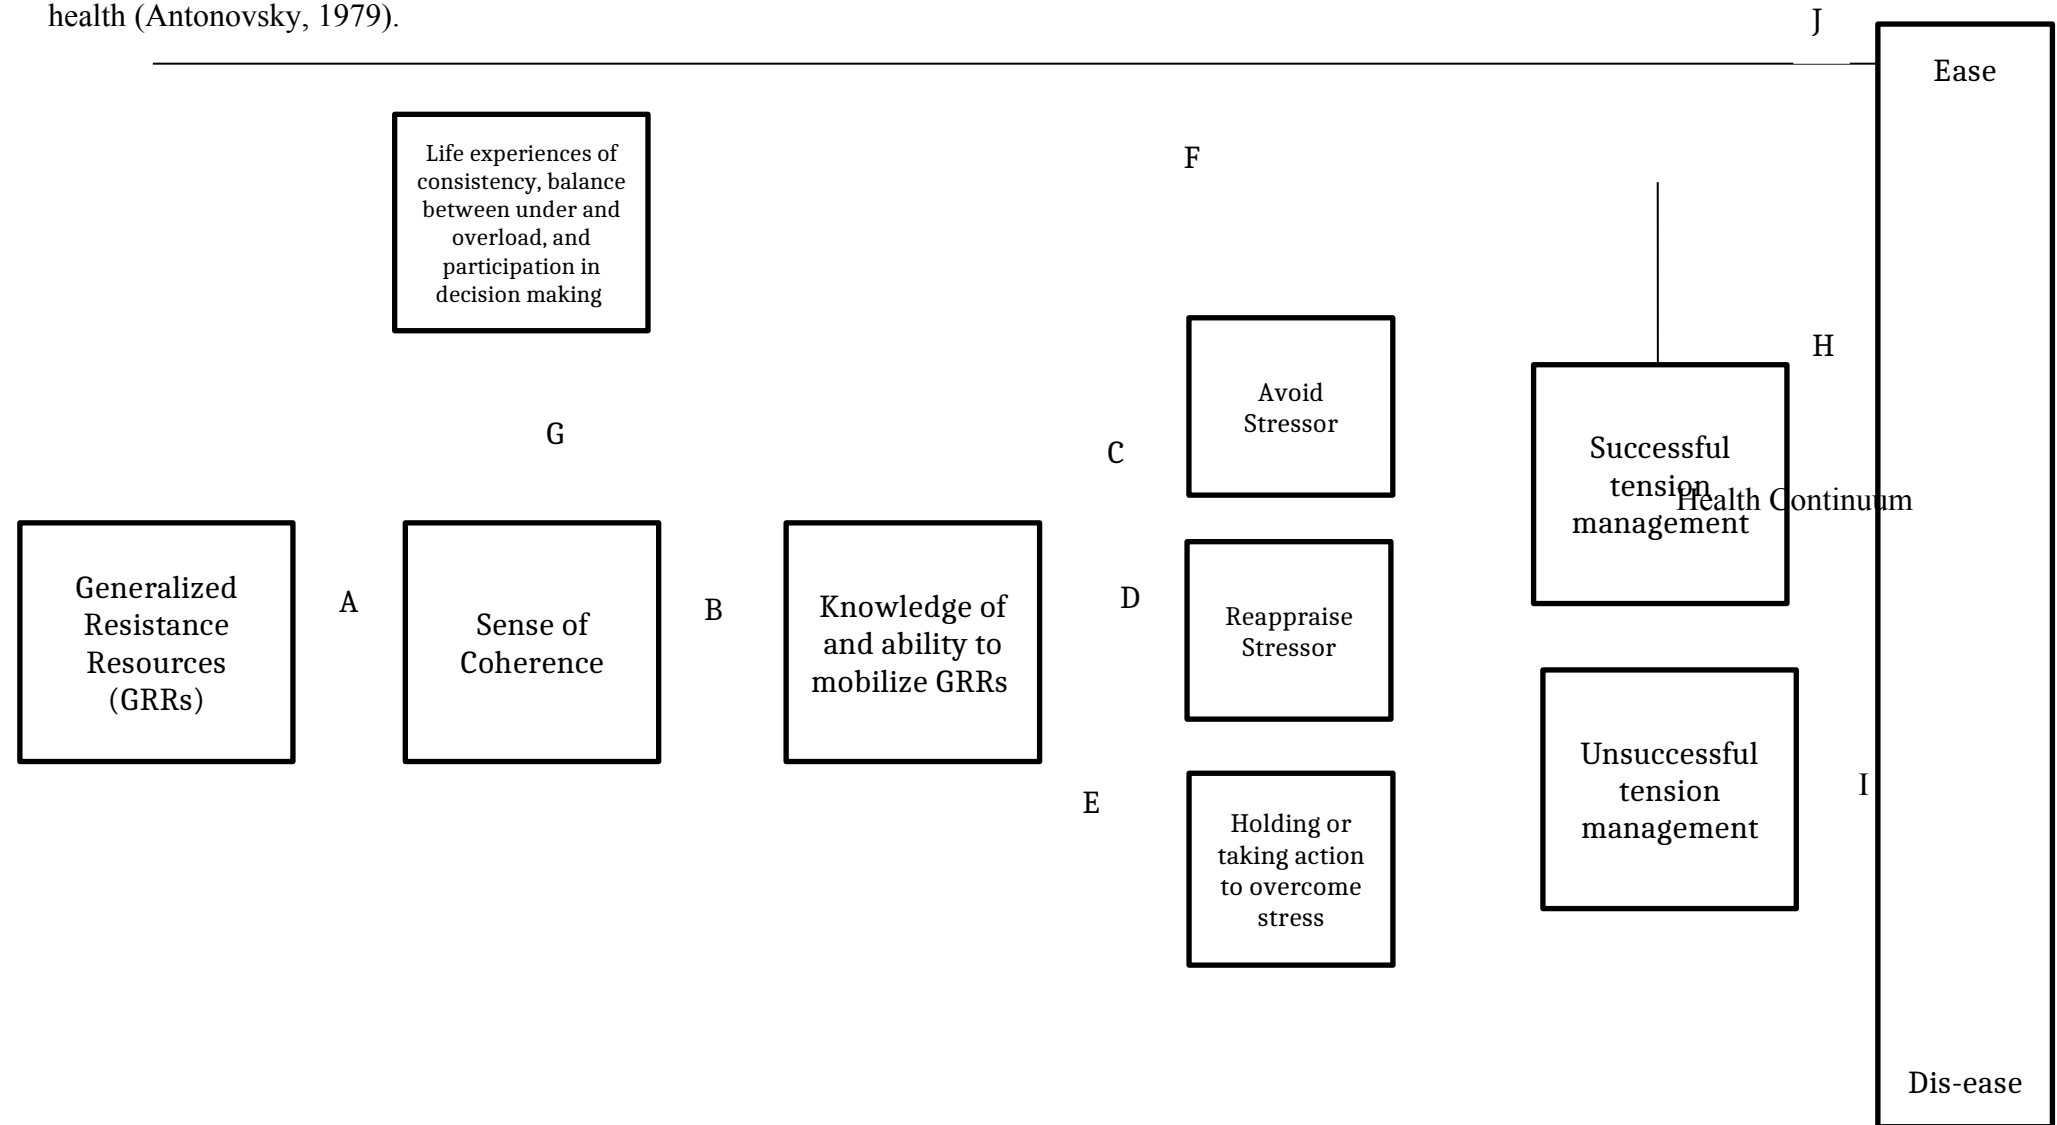 health (Antonovsky, 1979).
J
Ease
Life experiences of
consistency, balance
between under and
overload, and
participation in
decision making
F
H
G
C
Avoid
Stressor
Successful
tension
management
Health Continuum
Generalized
Resistance
Resources
(GRRs)
A
Sense of
Coherence
B
Knowledge of
and ability to
mobilize GRRs
D
Reappraise
Stressor
E
Holding or
taking action
to overcome
stress
Unsuccessful
tension
management
I
Dis-ease